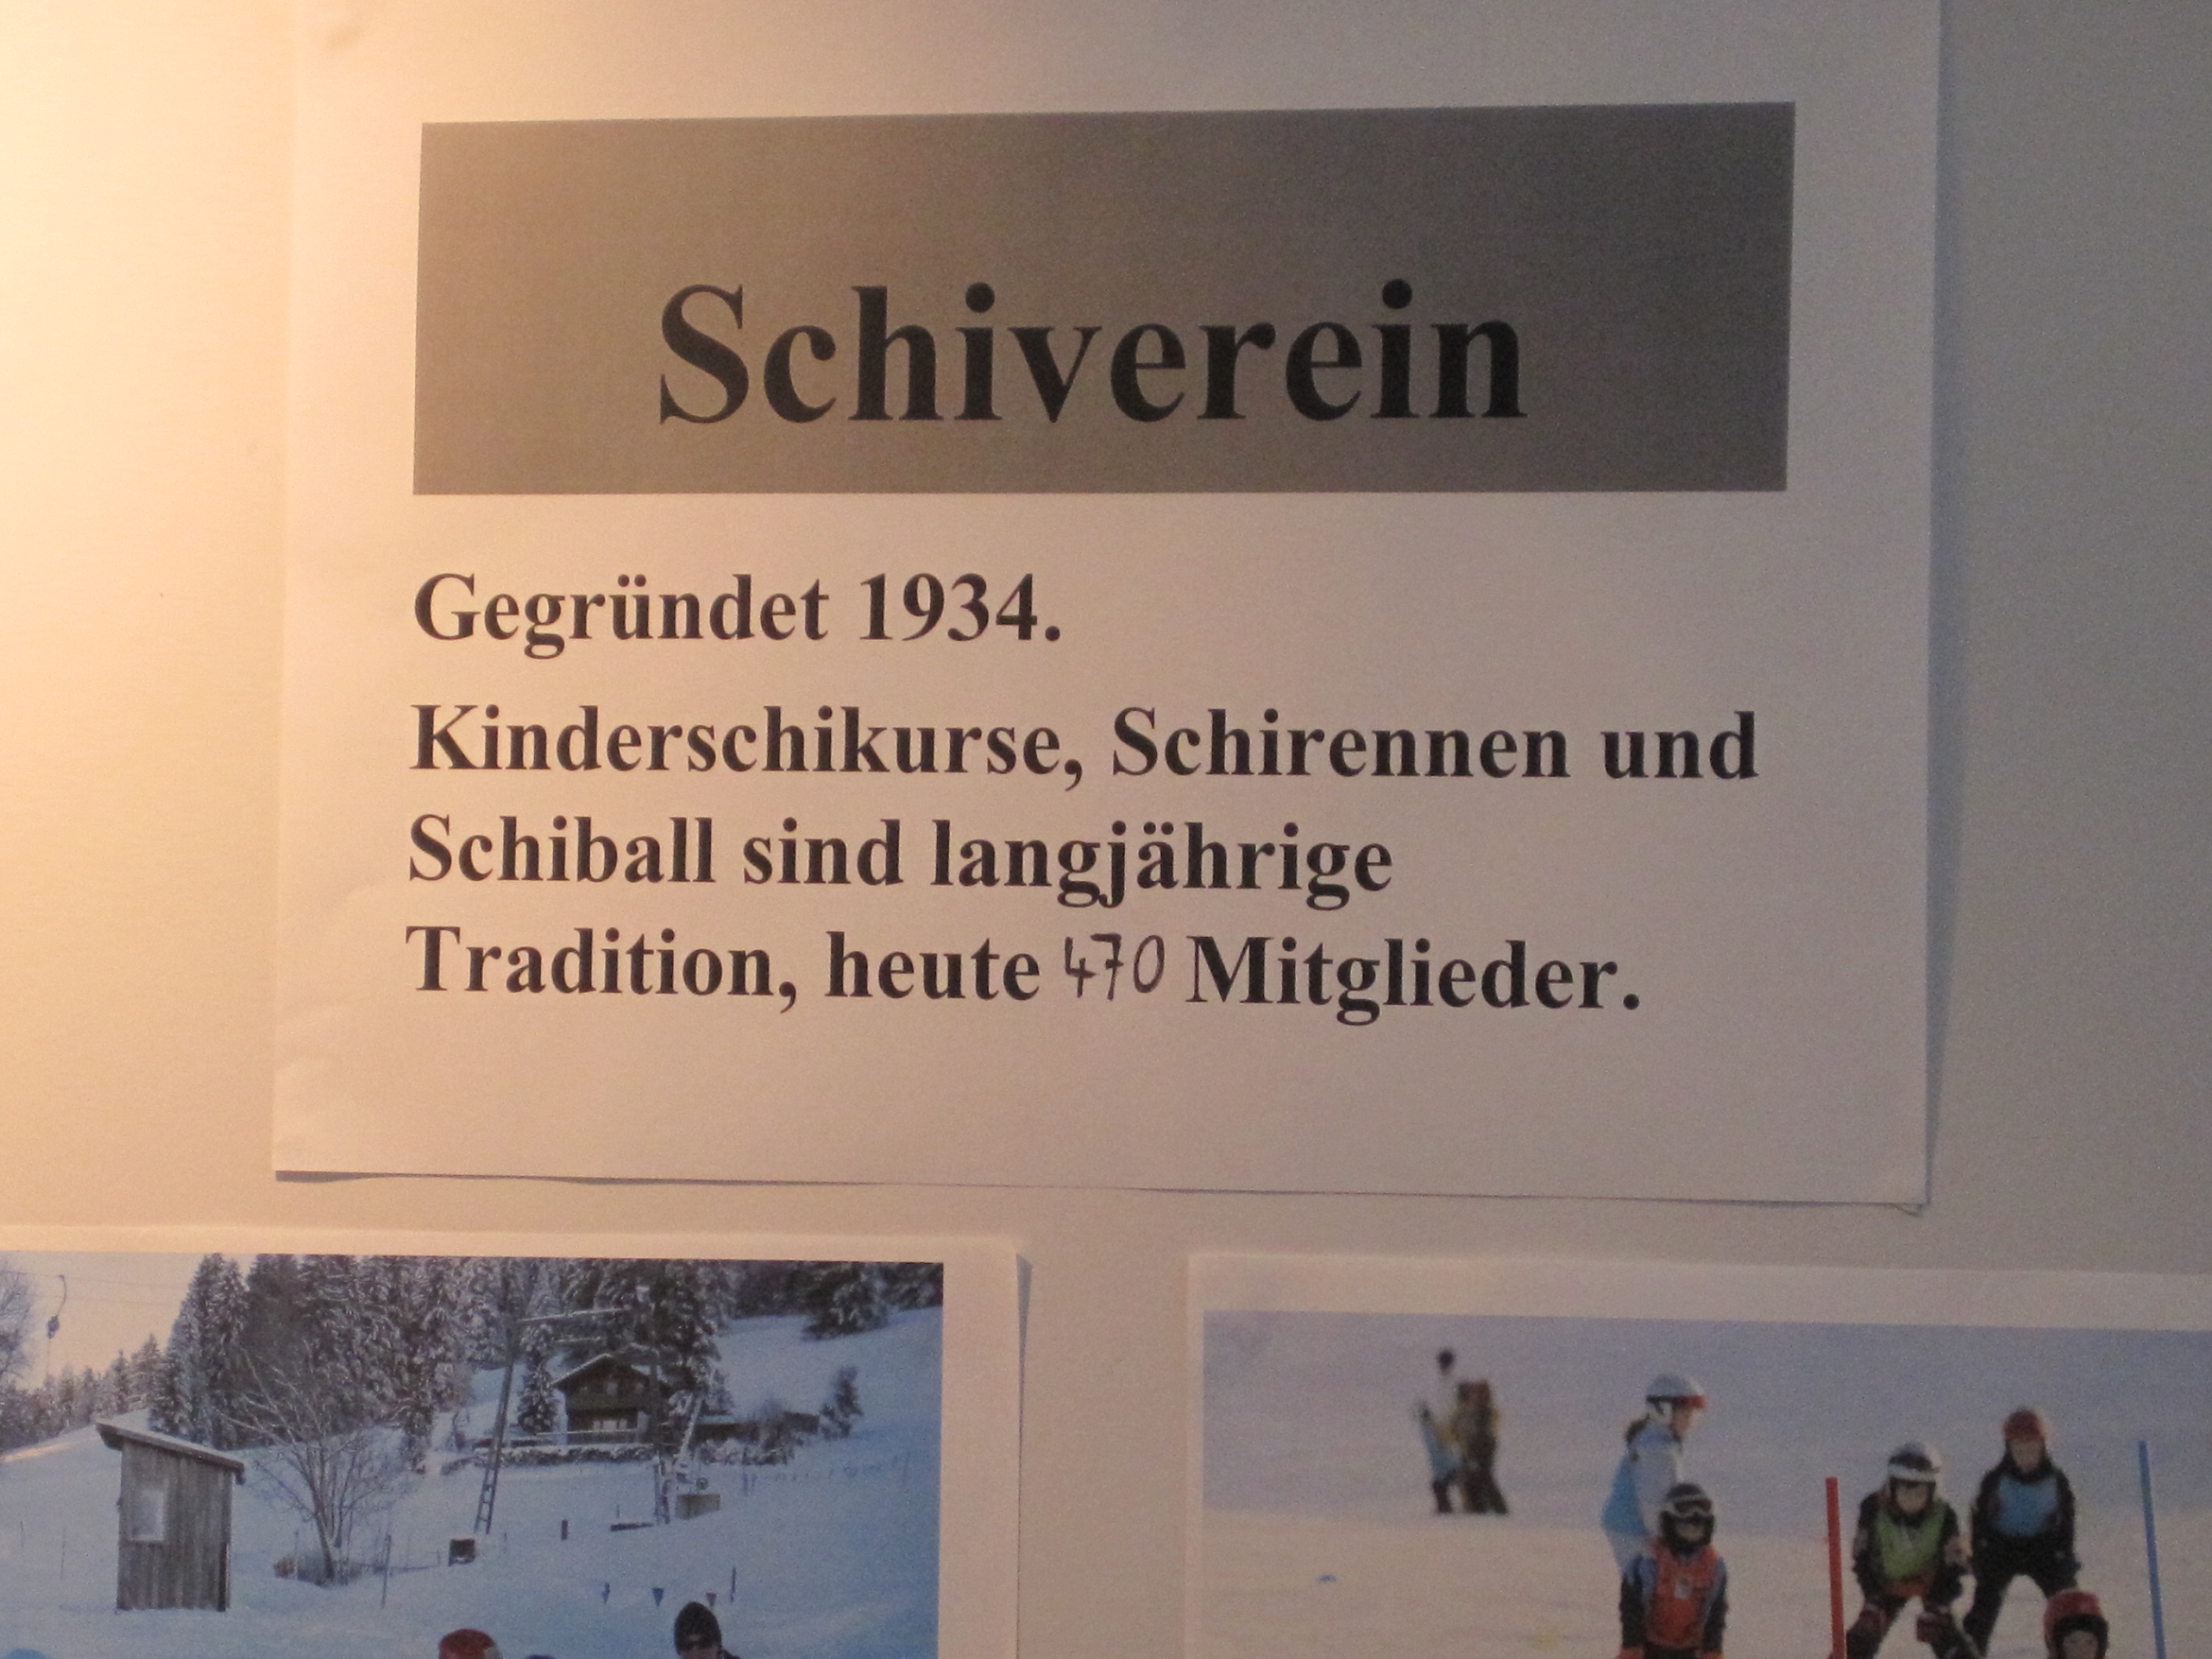 Schiverein
Gegründet 1934.
Kinderschikurse, Schirennen und
Schiball sind langjährige
Tradition, heute 470 Mitglieder.